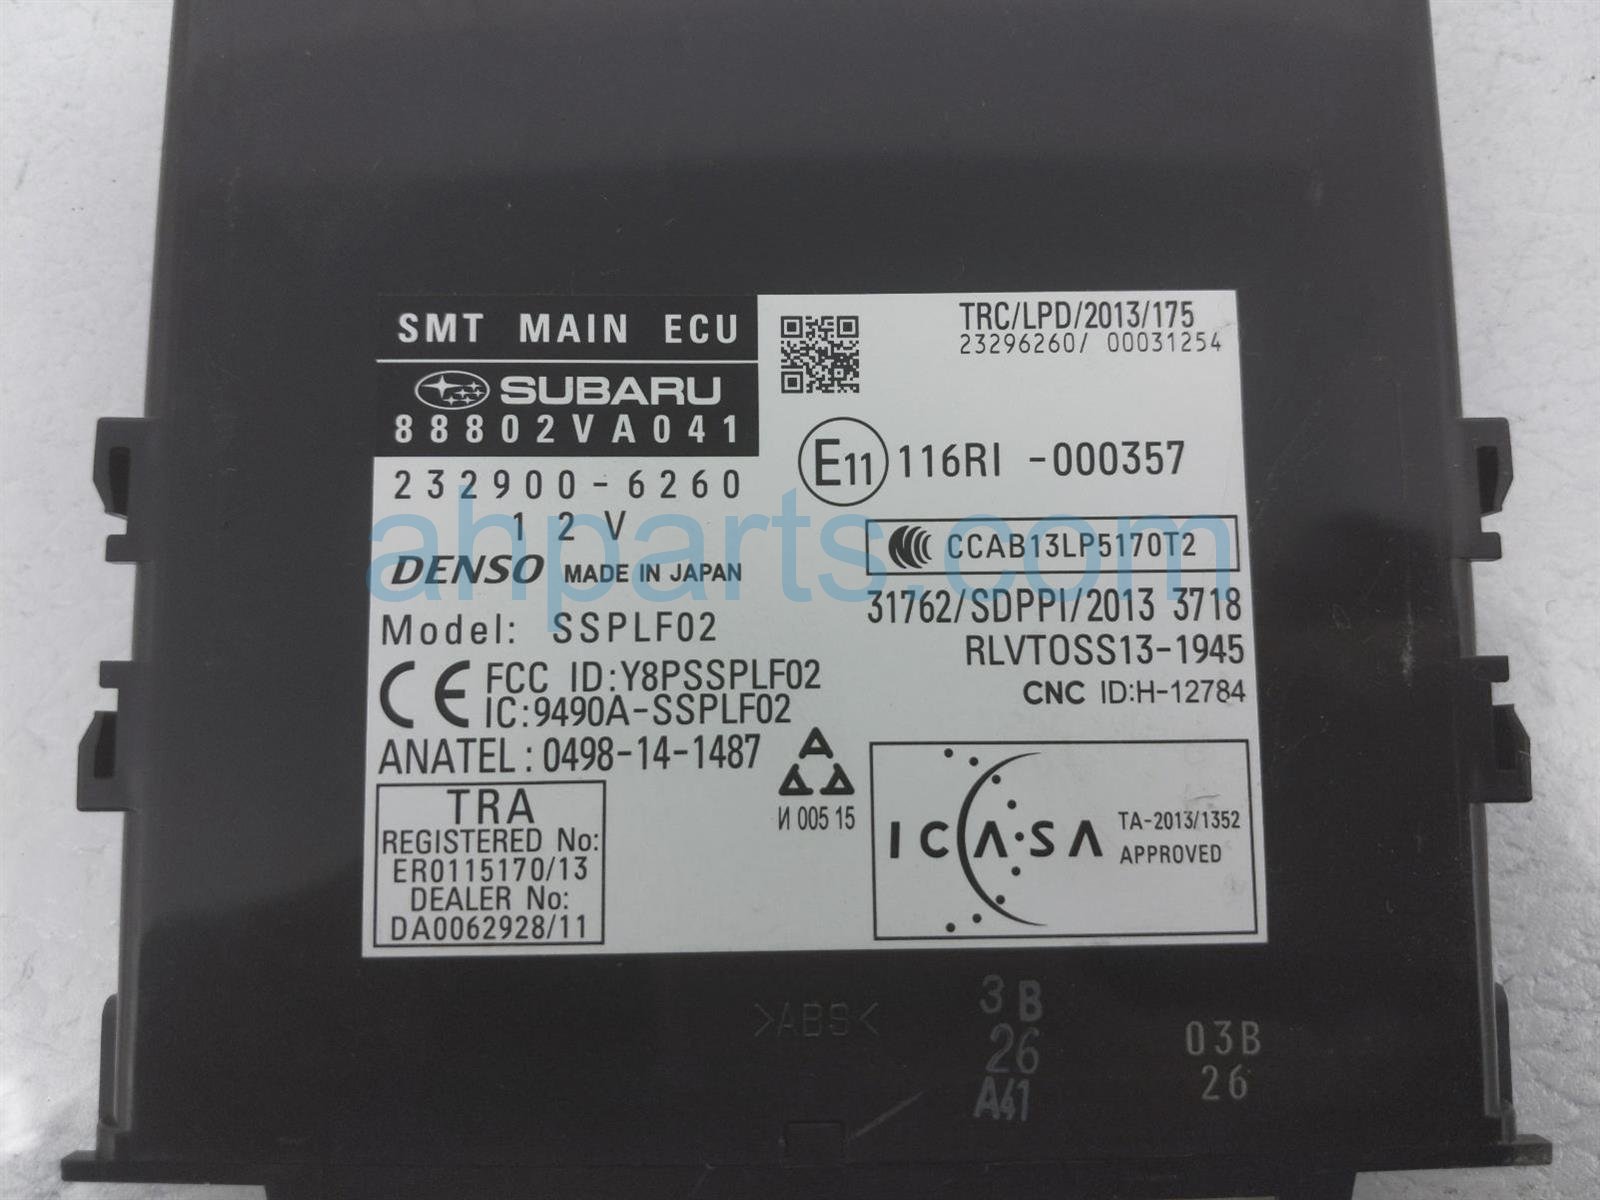 SMT MAIN ECU
SUBARU
88802VA041
232900-6260
12V
DENSO MADE IN JAPAN
Model: SSPLF02
CE FCC ID:Y8PSSPLF02
IC:9490A-SSPLF02
ANATEL: 0498-14-1487
TRA
REGISTERED No:
ER0115170/13
DEALER No:
DA0062928/11
TRC/LPD/2013/175
23296260/ 00031254
E11 116RI -000357
CCAB13LP5170T2
31762/SDPPI/2013 3718
RLVTOSS13-1945
CNC ID:H-12784
И 005 15
ICASA TA-2013/1352
APPROVED
>ABS<
3B
26
A41
03B
26
ahparts.com